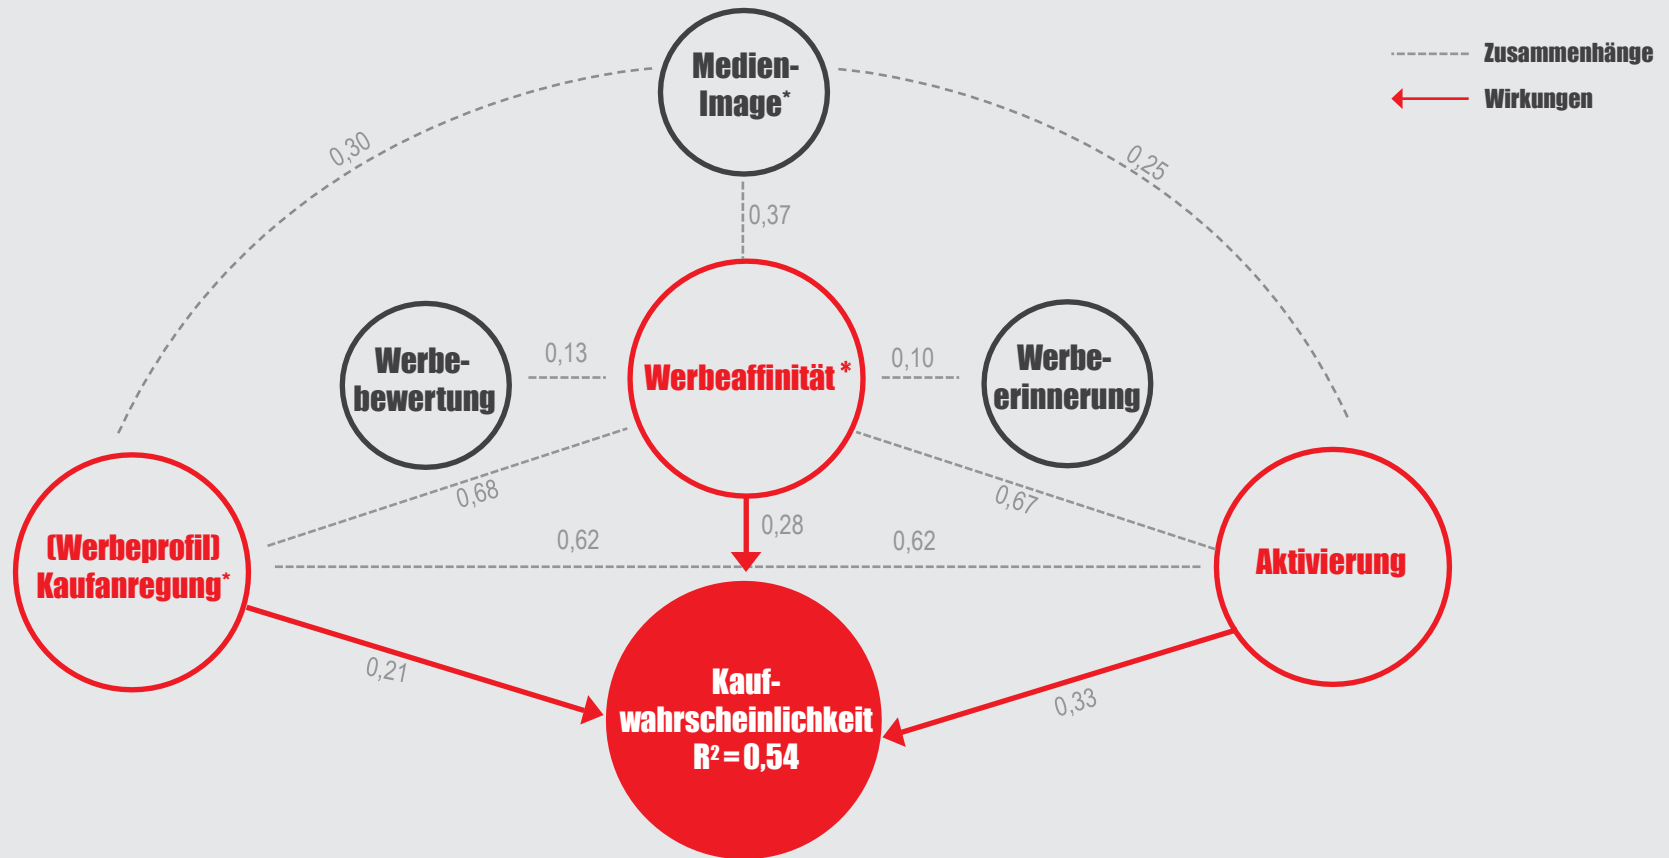 Medien-
Image*
Zusammenhänge
Wirkungen
0,30
0,25
0,37
Werbe-
bewertung
0,13
Werbeaffinität *
0,10
Werbe-
erinnerung
0,68
0,67
(Werbeprofil)
Kaufanregung*
0,62
0,28
0,62
Aktivierung
0,21
0,33
Kauf-
wahrscheinlichkeit
R² = 0,54